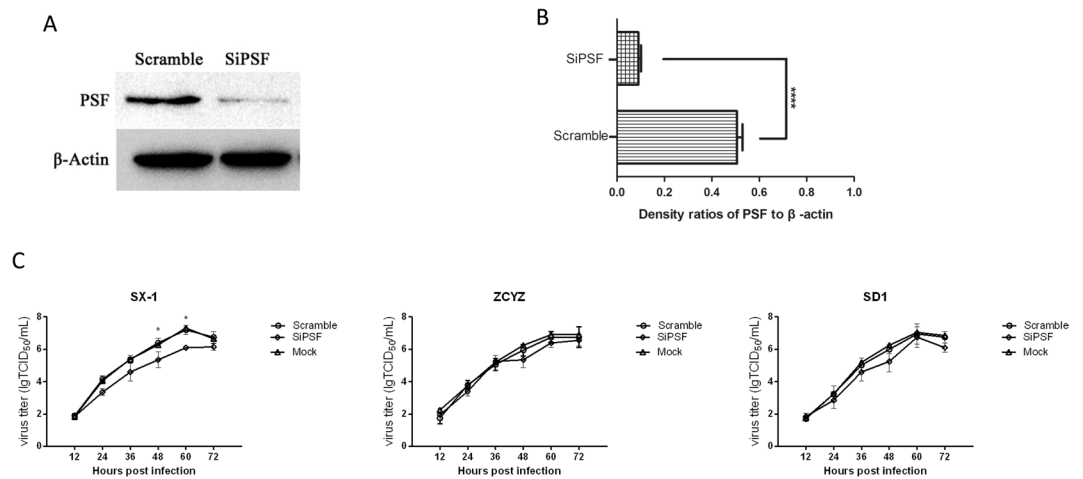 A
Scramble SiPSF
PSF
β-Actin
B
SiPSF
Scramble
****
0.0 0.2 0.4 0.6 0.8 1.0
Density ratios of PSF to β -actin
C
SX-1
virus titer (lgTCID50/mL)
8
6
4
2
0
* *
12 24 36 48 60 72
Hours post infection
Scramble
SiPSF
Mock
ZCYZ
virus titer (lgTCID50/mL)
8
6
4
2
0
12 24 36 48 60 72
Hours post infection
Scramble
SiPSF
Mock
SD1
virus titer (lgTCID50/mL)
8
6
4
2
0
12 24 36 48 60 72
Hours post infection
Scramble
SiPSF
Mock